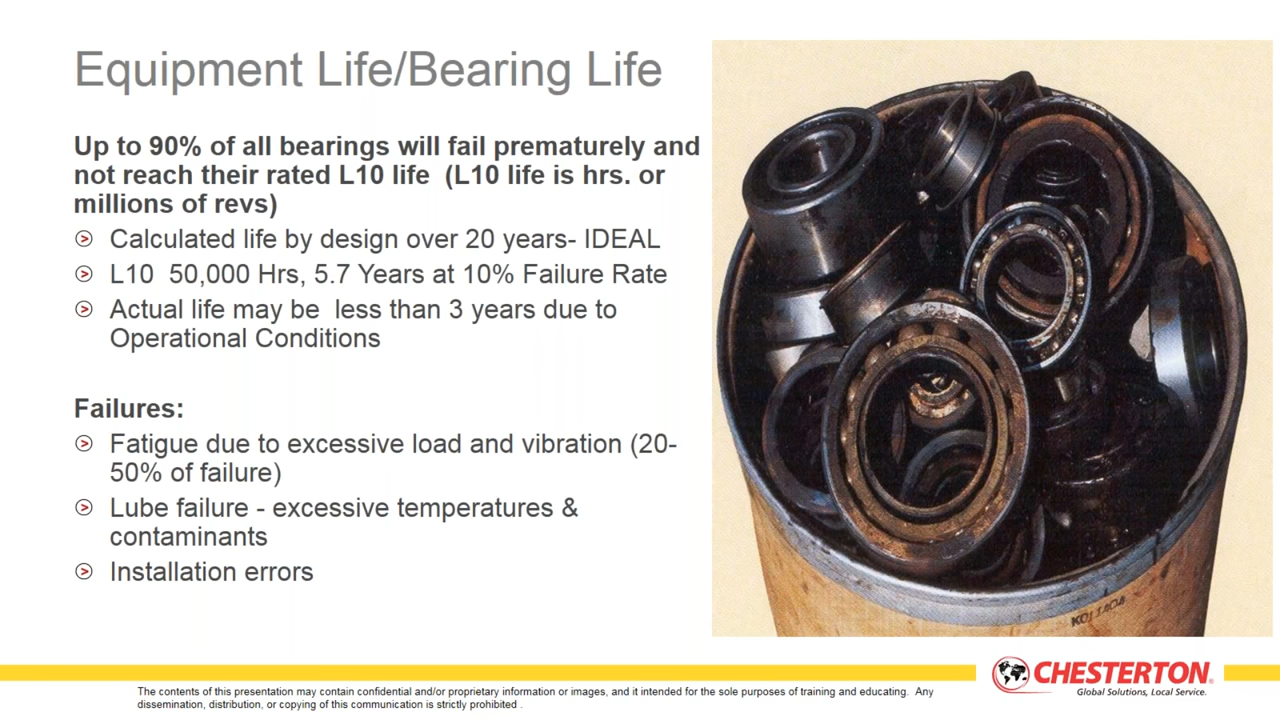 Equipment Life/Bearing Life
Up to 90% of all bearings will fail prematurely and
not reach their rated L10 life  (L10 life is hrs. or
millions of revs)
Calculated life by design over 20 years- IDEAL
L10  50,000 Hrs, 5.7 Years at 10% Failure Rate
Actual life may be  less than 3 years due to
Operational Conditions
Failures:
Fatigue due to excessive load and vibration (20-
50% of failure)
Lube failure - excessive temperatures &
contaminants
Installation errors
CHESTERTON®
Global Solutions, Local Service.
The contents of this presentation may contain confidential and/or proprietary information or images, and it intended for the sole purposes of training and educating.  Any
dissemination, distribution, or copying of this communication is strictly prohibited .